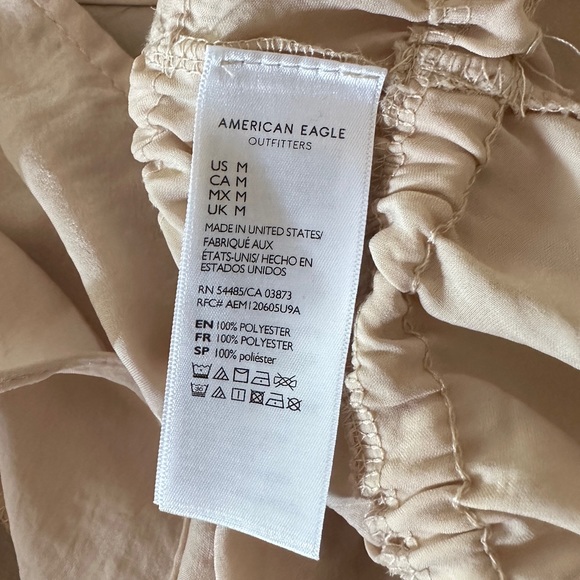 AMERICAN EAGLE
OUTFITTERS
US M
CA M
MX M
UK M
MADE IN UNITED STATES/
FABRIQUÉ AUX
ÉTATS-UNIS/ HECHO EN
ESTADOS UNIDOS
RN 54485/CA 03873
RFC# AEM120605U9A
EN 100% POLYESTER
FR 100% POLYESTER
SP 100% poliéster